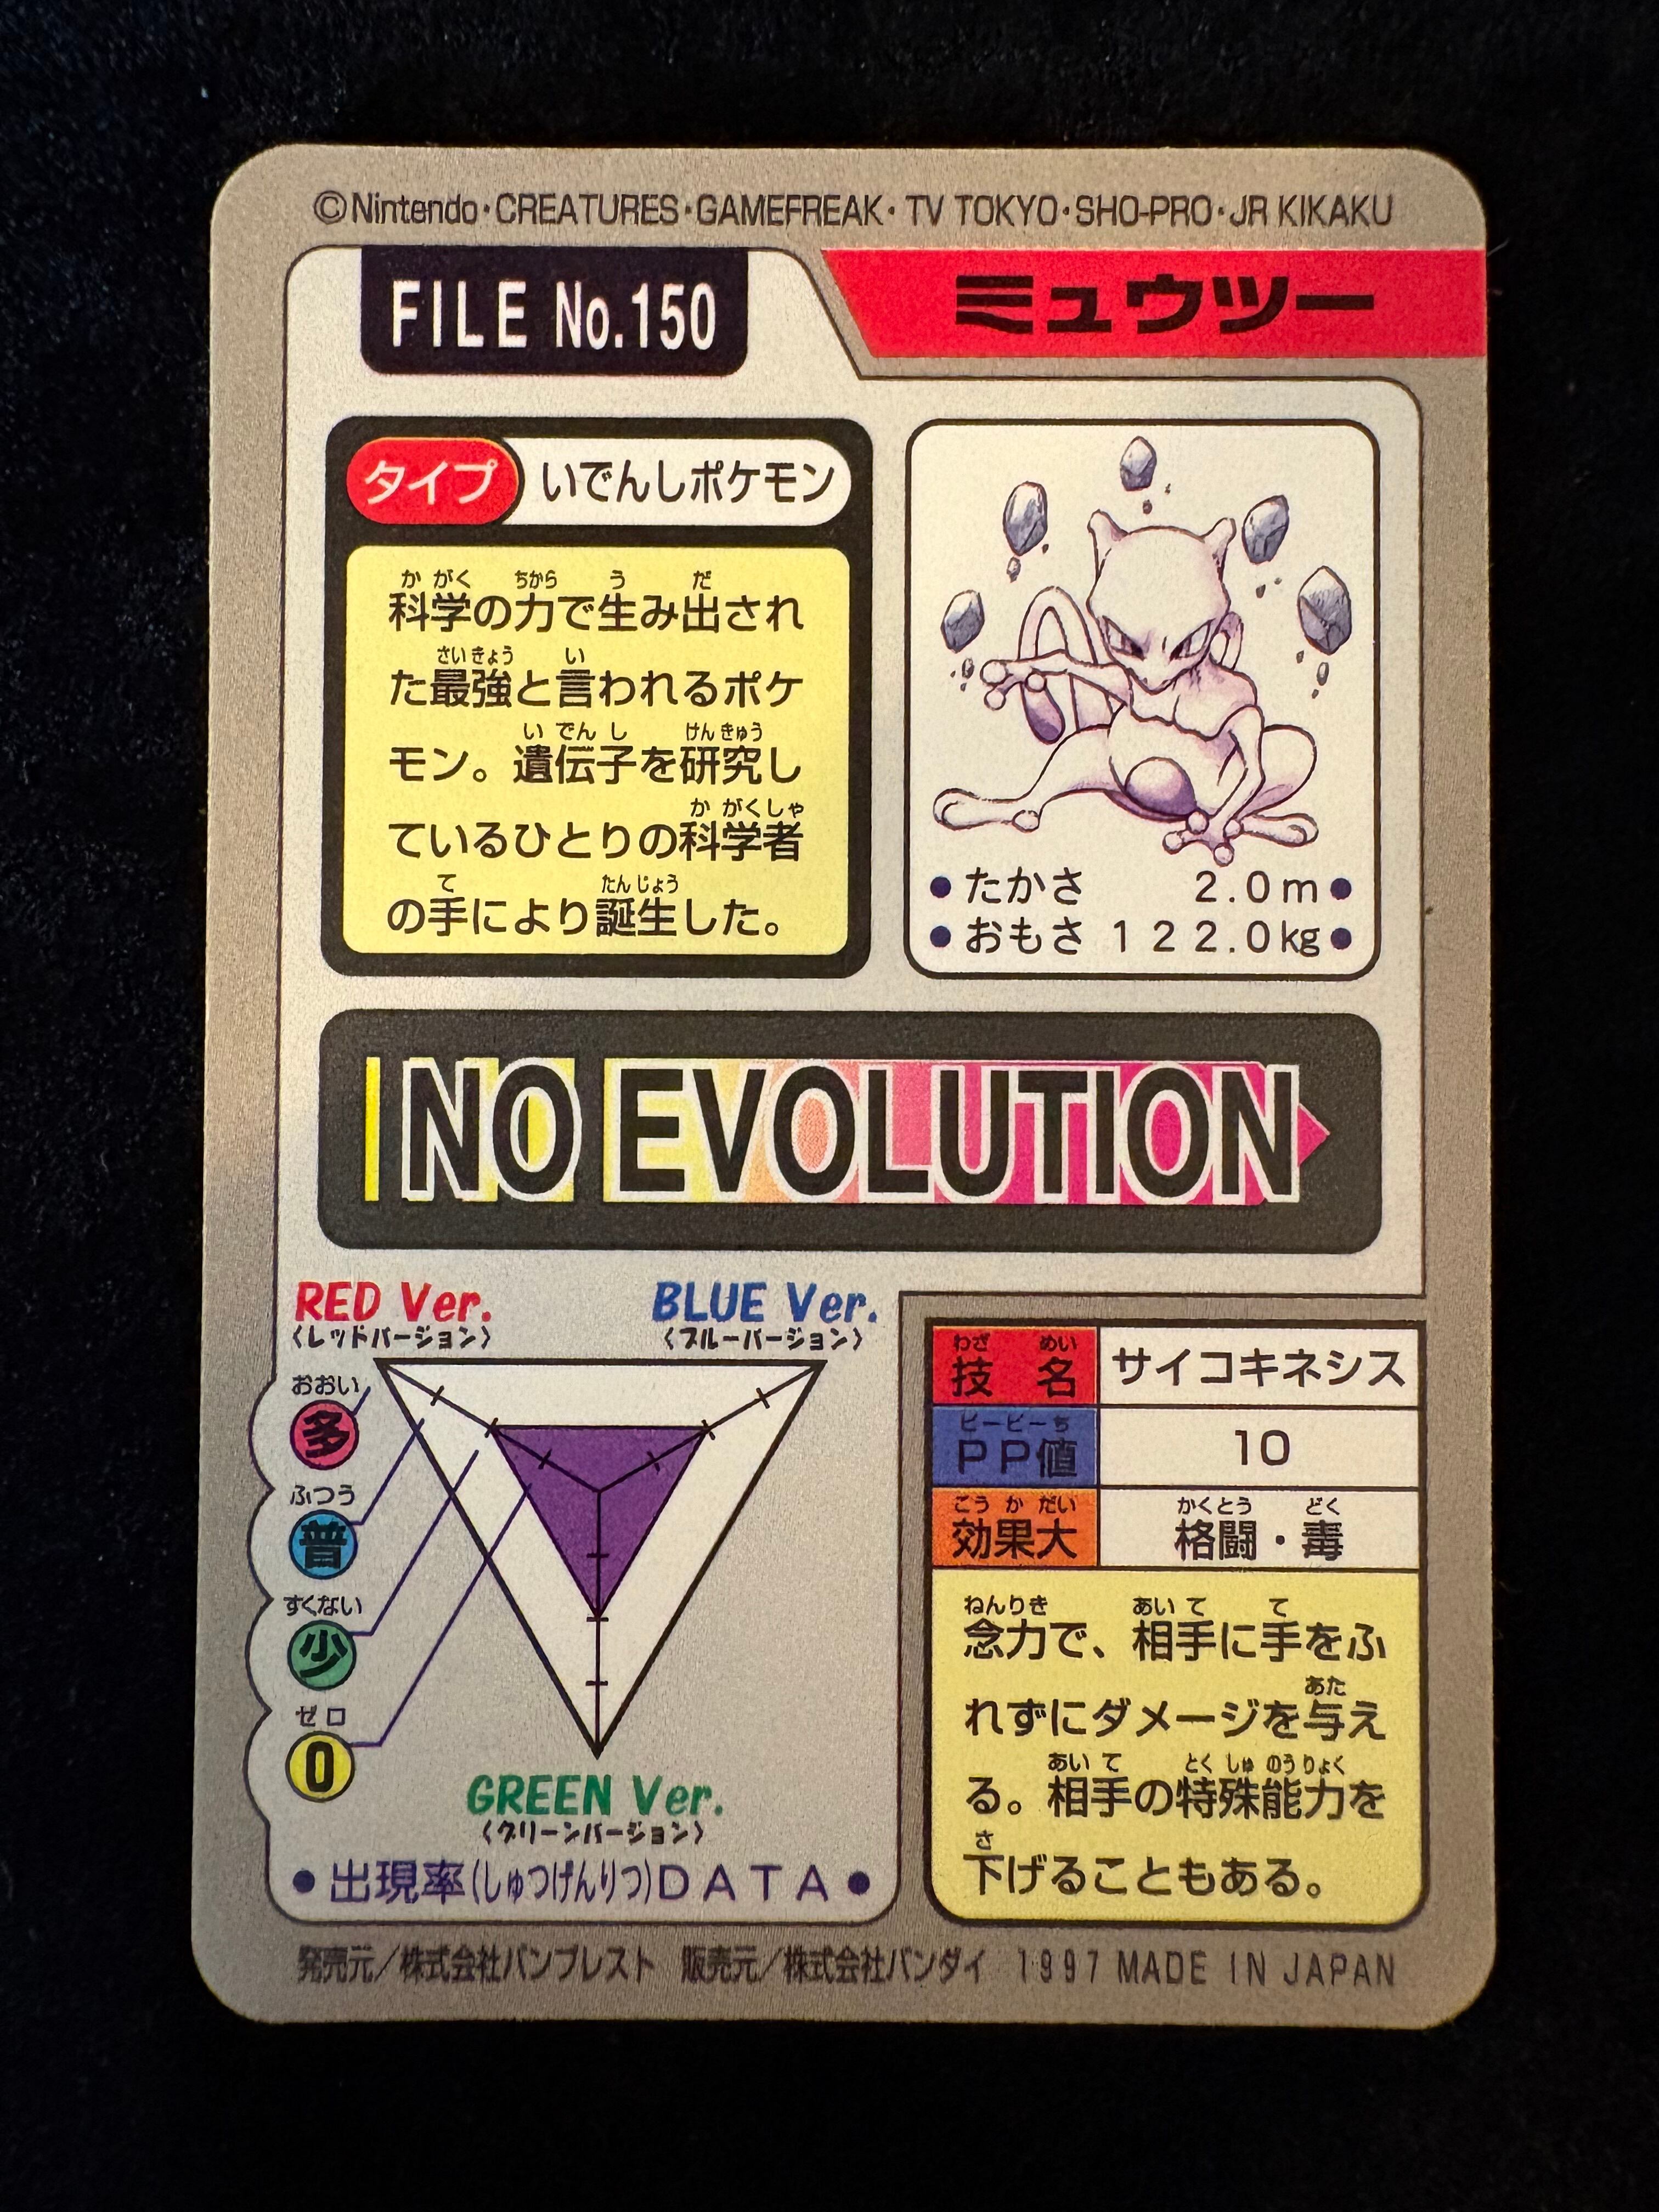 ©Nintendo・CREATURES・GAMEFREAK・TV TOKYO・SHO-PRO・JR KIKAKU
FILE No.150
ミュウツー
タイプ いでんしポケモン
かがく ちから う だ
科学の力で生み出され
さいきょう い
た最強と言われるポケ
いでんし けんきゅう
モン。遺伝子を研究し
かがくしゃ
ているひとりの科学者
て たんじょう
の手により誕生した。
●たかさ 2.0m●
●おもさ 122.0kg●
NO EVOLUTION
RED Ver.
〈レッドバージョン〉
BLUE Ver.
〈ブルーバージョン〉
おおい
多
ふつう
普
すくない
少
ゼロ
0
GREEN Ver.
〈グリーンバージョン〉
●出現率(しゅつげんりつ)DATA●
わざ めい
技名 サイコキネシス
ピーピーち
PP値 10
こうかだい かくとう どく
効果大 格闘・毒
ねんりき あいて て
念力で、相手に手をふ
あた
れずにダメージを与え
あいて とくしゅのうりょく
る。相手の特殊能力を
さ
下げることもある。
発売元／株式会社バンプレスト 販売元／株式会社バンダイ 1997 MADE IN JAPAN